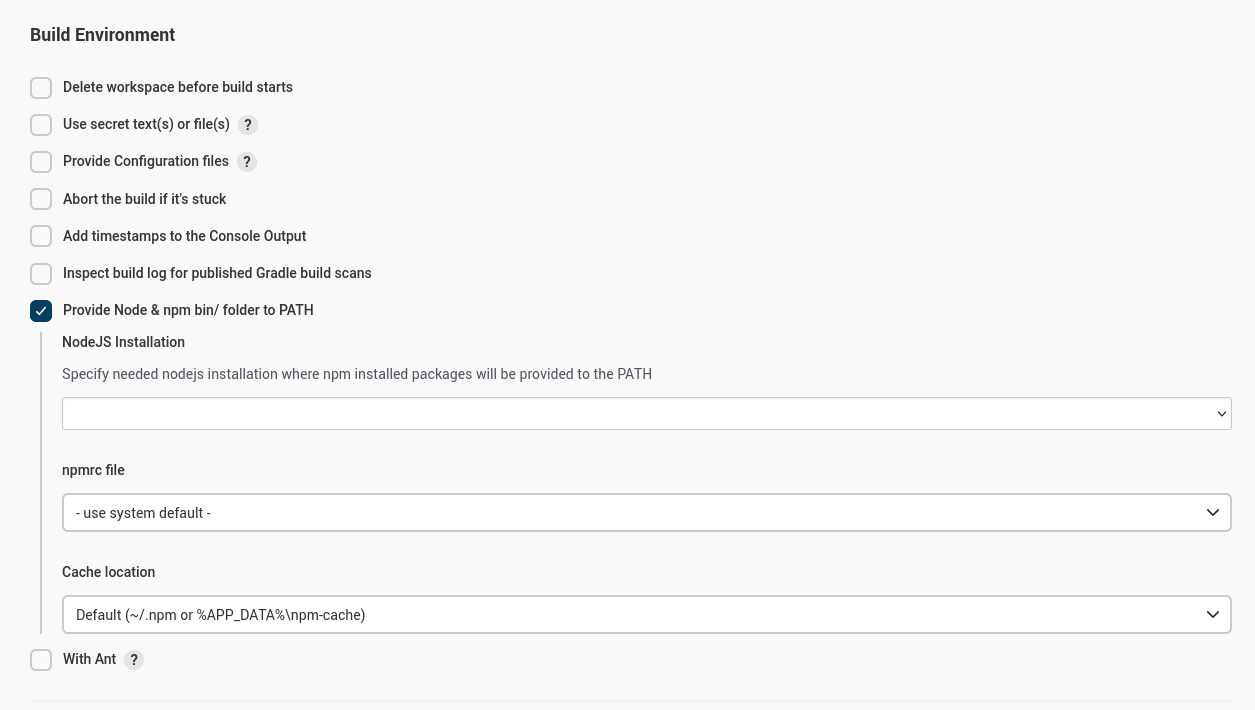 Build Environment
Delete workspace before build starts
Use secret text(s) or file(s) ?
Provide Configuration files ?
Abort the build if it's stuck
Add timestamps to the Console Output
Inspect build log for published Gradle build scans
Provide Node & npm bin/ folder to PATH
NodeJS Installation
Specify needed nodejs installation where npm installed packages will be provided to the PATH
npmrc file
- use system default -
Cache location
Default (~/.npm or %APP_DATA%\npm-cache)
With Ant ?